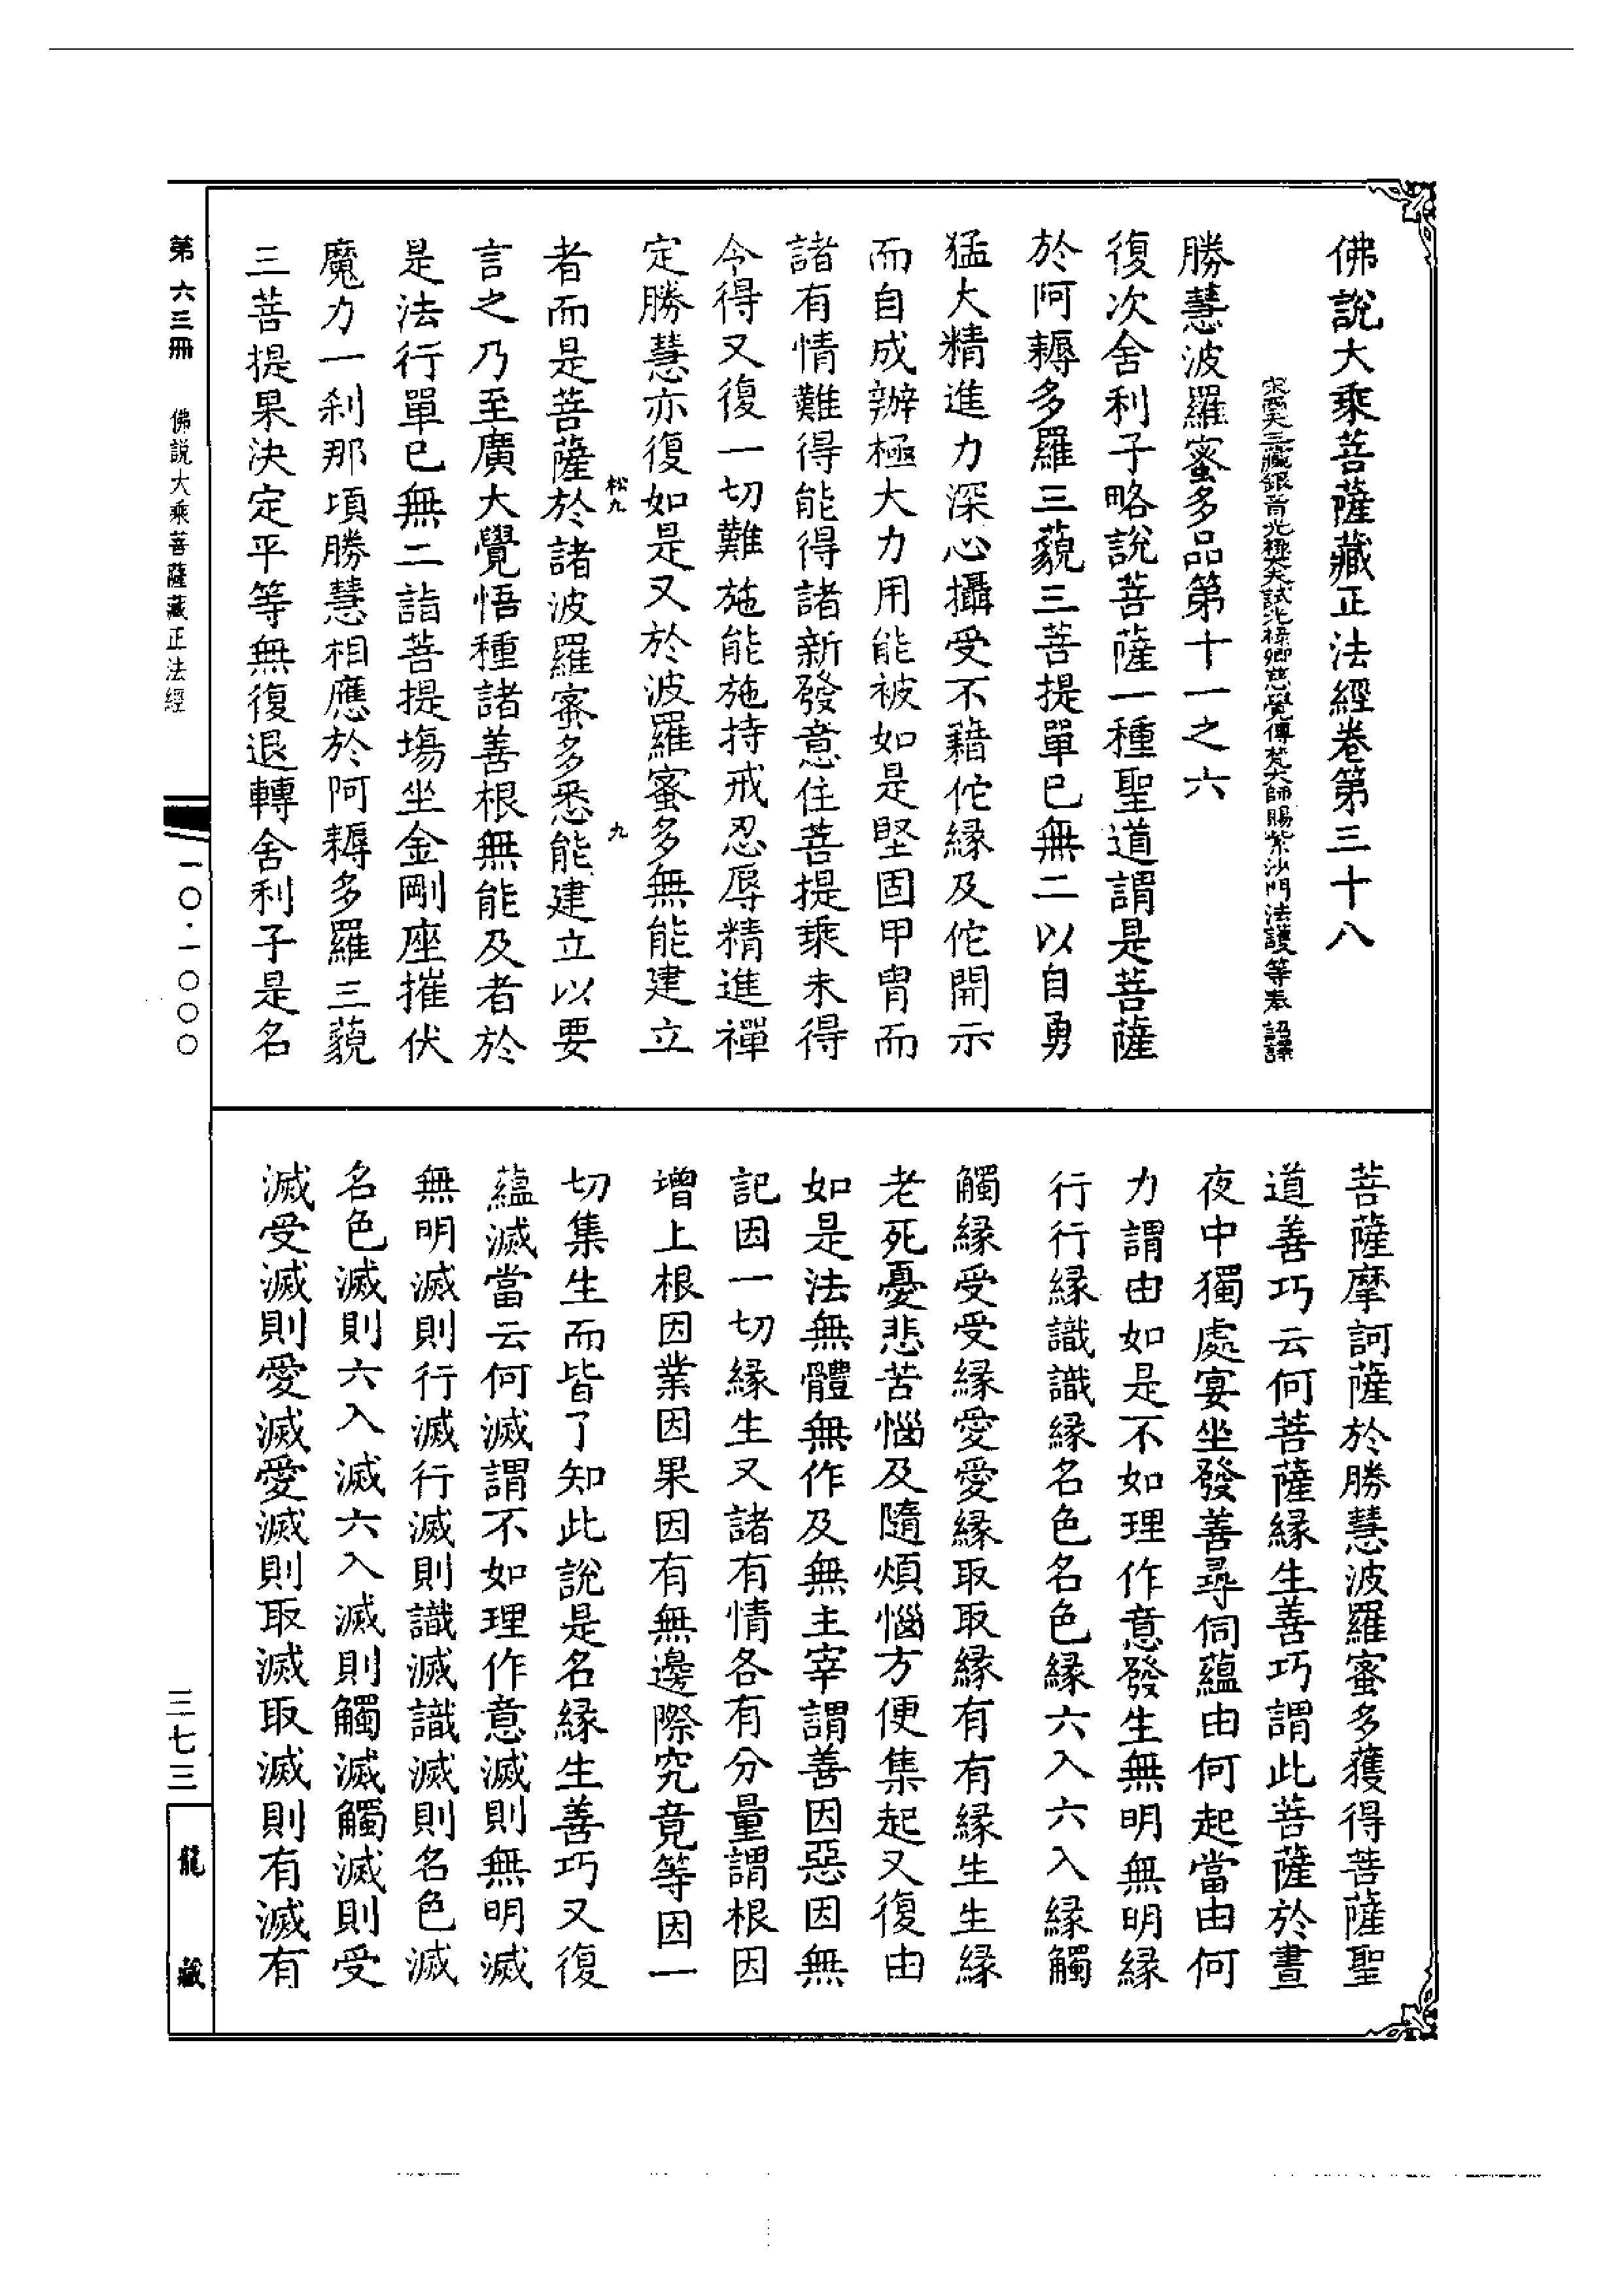 佛說大乘菩薩藏正法經卷第三十八
宋三藏銀青光祿大夫試光祿卿慈覺傳梵大師賜紫沙門法護等奉 詔譯
勝慧波羅蜜多品第十一之六
復次舍利子略說菩薩一種聖道謂是菩薩
於阿耨多羅三藐三菩提單已無二以自勇
猛大精進力深心攝受不藉佗緣及佗開示
而自成辦極大力用能被如是堅固甲冑而
諸有情難得能得諸新發意住菩提乘未得
令得又復一切難施能施持戒忍辱精進禪
定勝慧亦復如是又於波羅蜜多無能建立
松九
九
者而是菩薩於諸波羅蜜多悉能建立以要
言之乃至廣大覺悟種諸善根無能及者於
是法行單已無二詣菩提場坐金剛座摧伏
魔力一剎那頃勝慧相應於阿耨多羅三藐
三菩提果決定平等無復退轉舍利子是名
菩薩摩訶薩於勝慧波羅蜜多獲得菩薩聖
道善巧云何菩薩緣生善巧謂此菩薩於晝
夜中獨處宴坐發善尋伺蘊由何起當由何
力謂由如是不如理作意發生無明無明緣
行行緣識識緣名色名色緣六入六入緣觸
觸緣受受緣愛愛緣取取緣有有緣生生緣
老死憂悲苦惱及隨煩惱方便集起又復由
如是法無體無作及無主宰謂善因惡因無
記因一切緣生又諸有情各有分量謂根因
增上根因業因果因有無邊際究竟等因一
切集生而皆了知此說是名緣生善巧又復
蘊滅當云何滅謂不如理作意滅則無明滅
無明滅則行滅行滅則識滅識滅則名色滅
名色滅則六入滅六入滅則觸滅觸滅則受
滅受滅則愛滅愛滅則取滅取滅則有滅有
第六三冊 佛說大乘菩薩藏正法經
一〇·一〇〇〇
三七三
龍藏